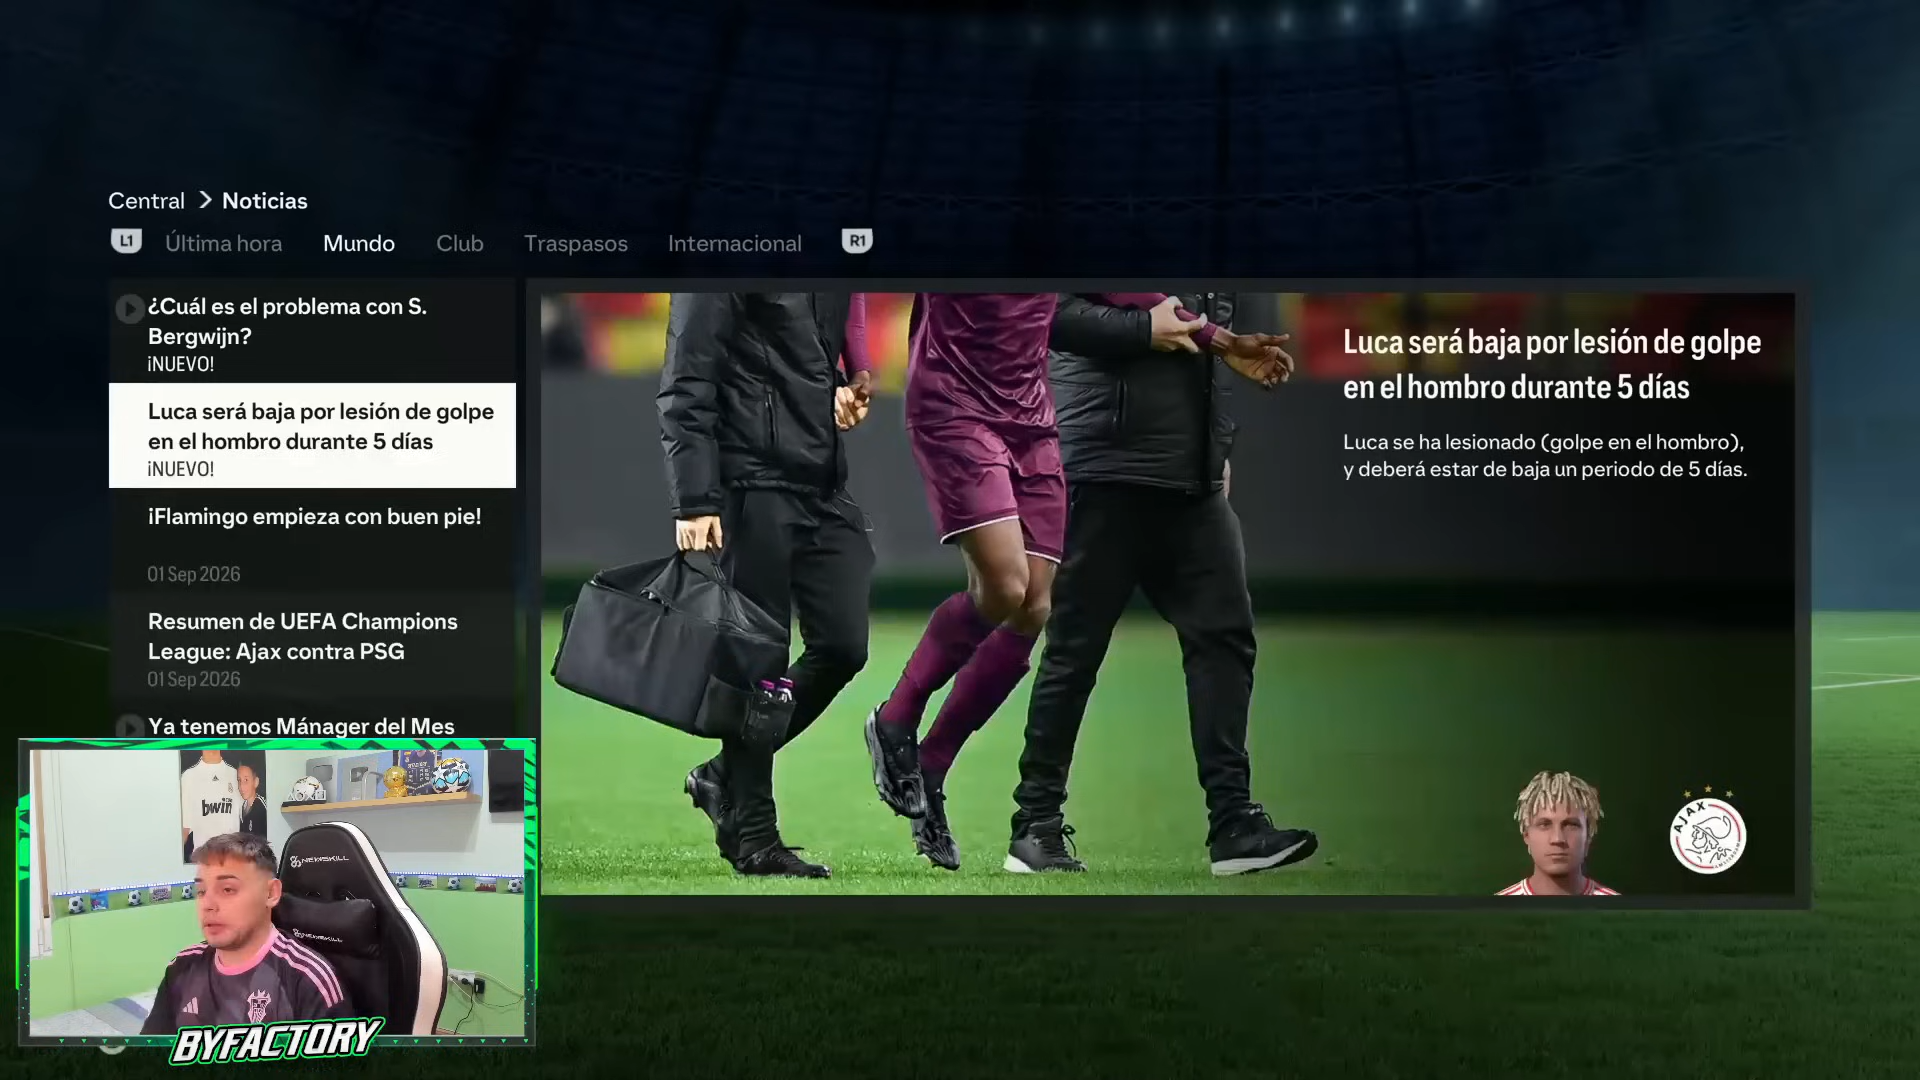 Central > Noticias
L1 Última hora Mundo Club Traspasos Internacional R1
¿Cuál es el problema con S.
Bergwijn?
¡NUEVO!
Luca será baja por lesión de golpe
en el hombro durante 5 días
¡NUEVO!
¡Flamingo empieza con buen pie!
01 Sep 2026
Resumen de UEFA Champions
League: Ajax contra PSG
01 Sep 2026
Ya tenemos Mánager del Mes
Luca será baja por lesión de golpe
en el hombro durante 5 días
Luca se ha lesionado (golpe en el hombro),
y deberá estar de baja un periodo de 5 días.
AJAX
bwin
NEWSKILL
NEWSKILL
BYFACTORY